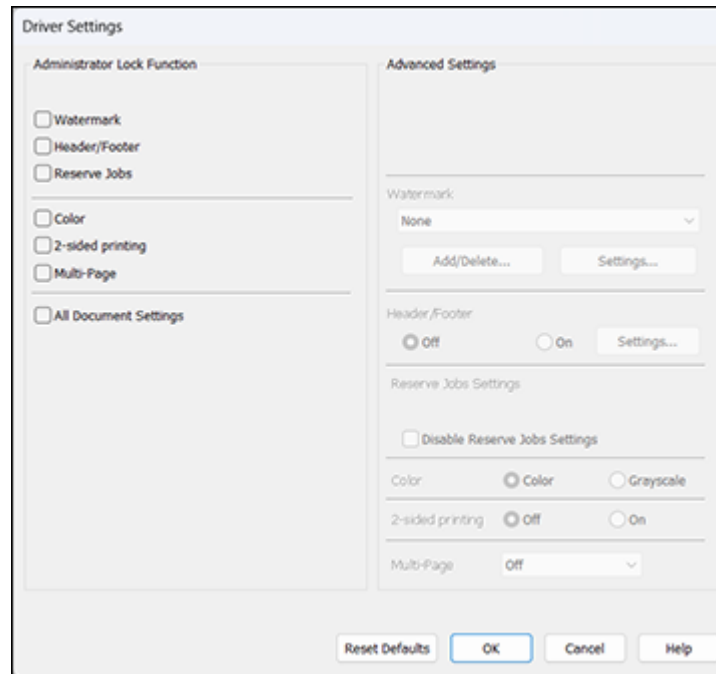 Driver Settings
Administrator Lock Function
Watermark
Header/Footer
Reserve Jobs
Color
2-sided printing
Multi-Page
All Document Settings
Advanced Settings
Watermark
None
Add/Delete... Settings...
Header/Footer
Off On Settings...
Reserve Jobs Settings
Disable Reserve Jobs Settings
Color Color Grayscale
2-sided printing Off On
Multi-Page Off
Reset Defaults OK Cancel Help